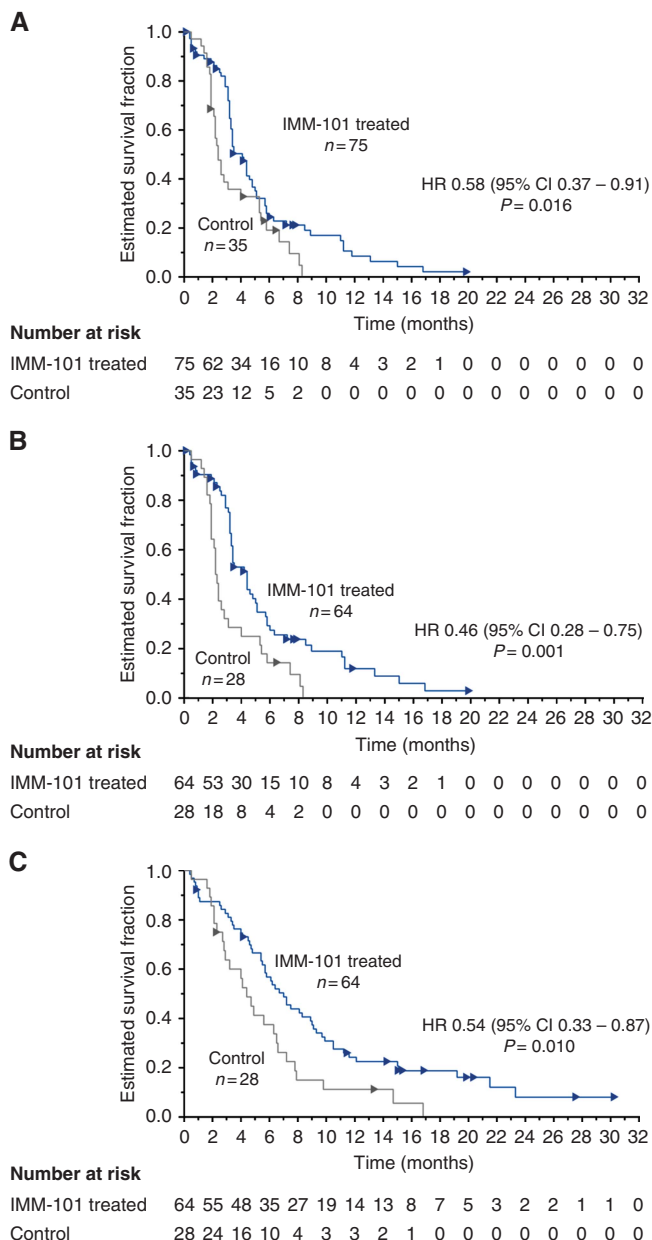 A
Estimated survival fraction
1.0
0.8
0.6
0.4
0.2
0.0
IMM-101 treated
n=75
HR 0.58 (95% CI 0.37 – 0.91)
P= 0.016
Control
n=35
0 2 4 6 8 10 12 14 16 18 20 22 24 26 28 30 32
Time (months)
Number at risk
IMM-101 treated 75 62 34 16 10 8 4 3 2 1 0 0 0 0 0 0 0
Control 35 23 12 5 2 0 0 0 0 0 0 0 0 0 0 0 0
B
Estimated survival fraction
1.0
0.8
0.6
0.4
0.2
0.0
IMM-101 treated
n=64
HR 0.46 (95% CI 0.28 – 0.75)
P= 0.001
Control
n=28
0 2 4 6 8 10 12 14 16 18 20 22 24 26 28 30 32
Time (months)
Number at risk
IMM-101 treated 64 53 30 15 10 8 4 3 2 1 0 0 0 0 0 0 0
Control 28 18 8 4 2 0 0 0 0 0 0 0 0 0 0 0 0
C
Estimated survival fraction
1.0
0.8
0.6
0.4
0.2
0.0
IMM-101 treated
n=64
HR 0.54 (95% CI 0.33 – 0.87)
P= 0.010
Control
n=28
0 2 4 6 8 10 12 14 16 18 20 22 24 26 28 30 32
Time (months)
Number at risk
IMM-101 treated 64 55 48 35 27 19 14 13 8 7 5 3 2 2 1 1 0
Control 28 24 16 10 4 3 3 2 1 0 0 0 0 0 0 0 0